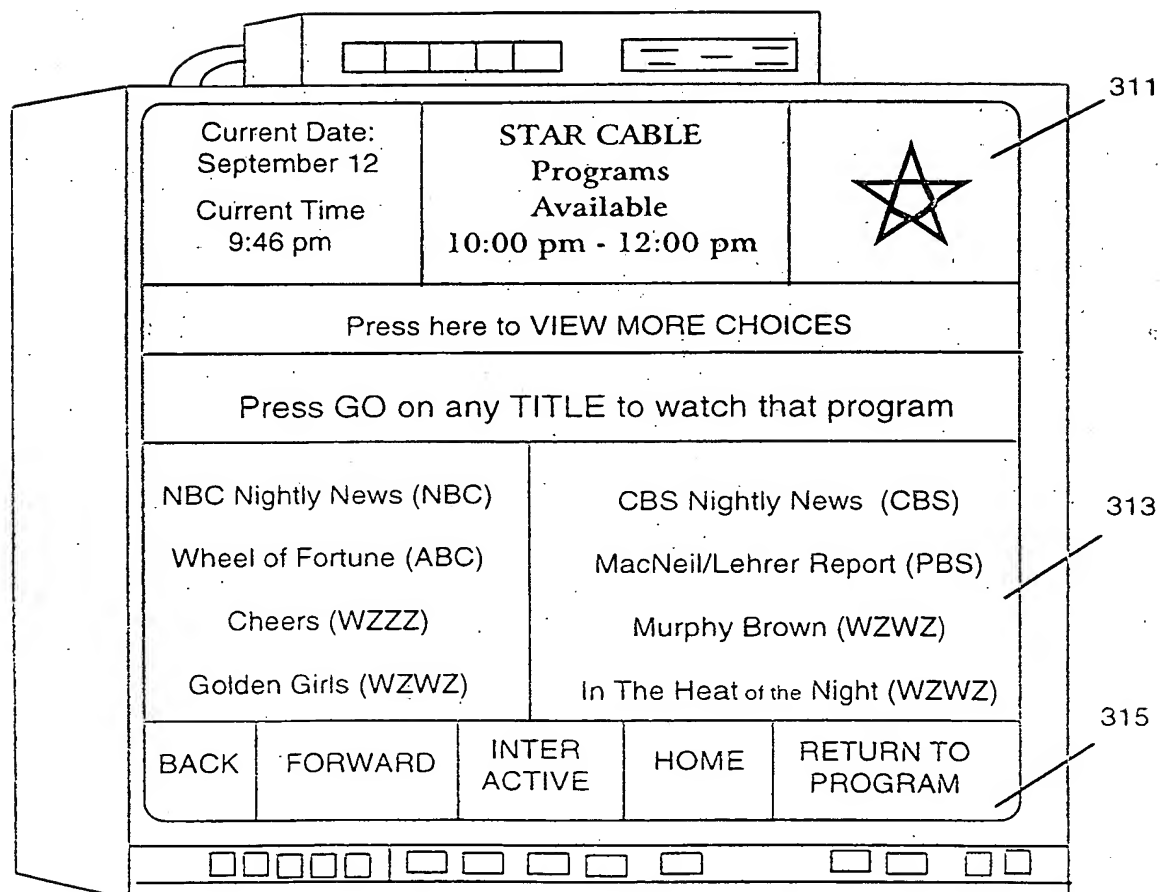 311
Current Date:
September 12
Current Time
9:46 pm
STAR CABLE
Programs
Available
10:00 pm - 12:00 pm
Press here to VIEW MORE CHOICES
Press GO on any TITLE to watch that program
NBC Nightly News (NBC)
Wheel of Fortune (ABC)
Cheers (WZZZ)
Golden Girls (WZWZ)
CBS Nightly News (CBS)
MacNeil/Lehrer Report (PBS)
Murphy Brown (WZWZ)
In The Heat of the Night (WZWZ)
313
BACK
FORWARD
INTER
ACTIVE
HOME
RETURN TO
PROGRAM
315